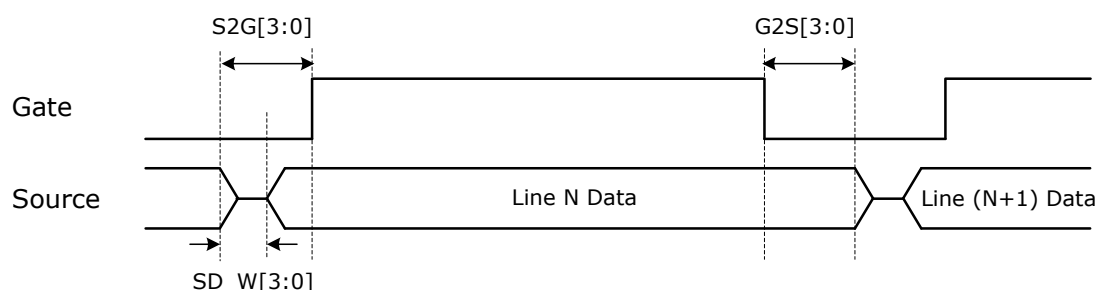 S2G[3:0] G2S[3:0]
Gate
Source Line N Data Line (N+1) Data
SD_W[3:0]